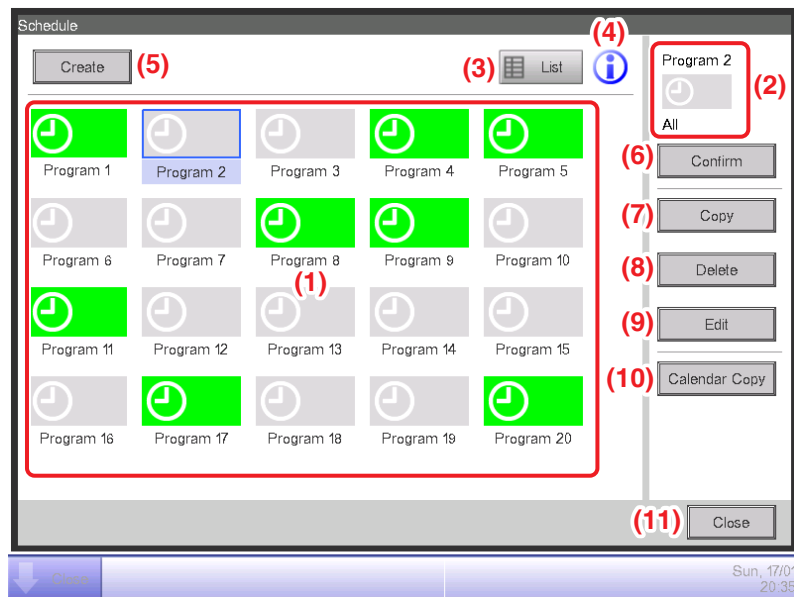 Schedule
(4)
Create (5) (3) List
Program 2
(2)
All
Program 1 Program 2 Program 3 Program 4 Program 5
(6) Confirm
(7) Copy
Program 6 Program 7 Program 8 Program 9 Program 10
(1)
(8) Delete
(9) Edit
Program 11 Program 12 Program 13 Program 14 Program 15
(10) Calendar Copy
Program 16 Program 17 Program 18 Program 19 Program 20
(11) Close
Sun, 17/01
20:35